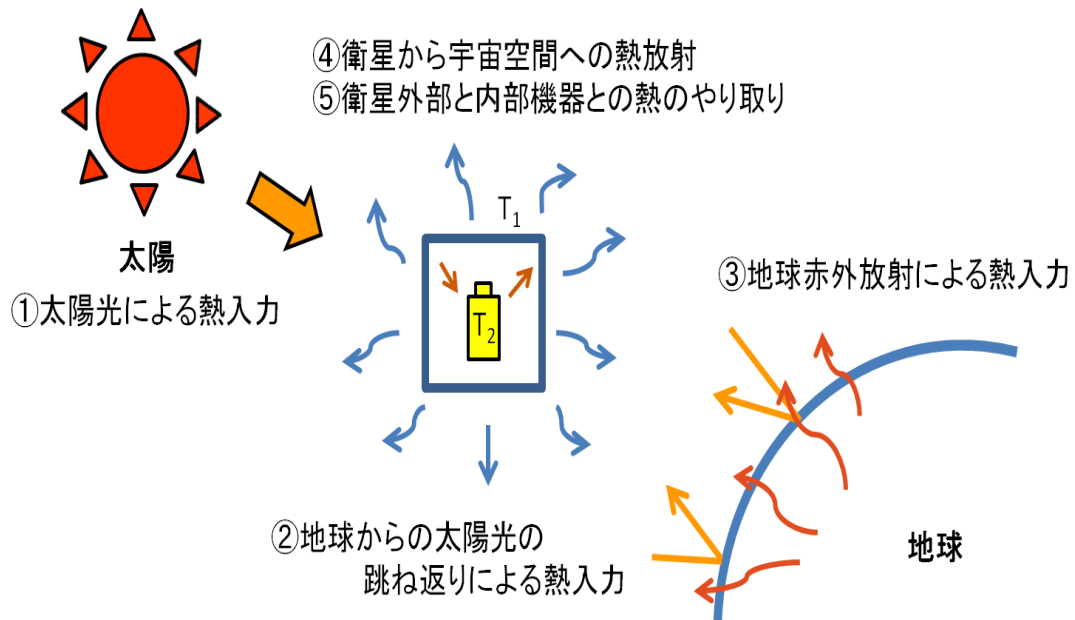 ④衛星から宇宙空間への熱放射
⑤衛星外部と内部機器との熱のやり取り
T₁
太陽
①太陽光による熱入力
T₂
③地球赤外放射による熱入力
②地球からの太陽光の
跳ね返りによる熱入力
地球